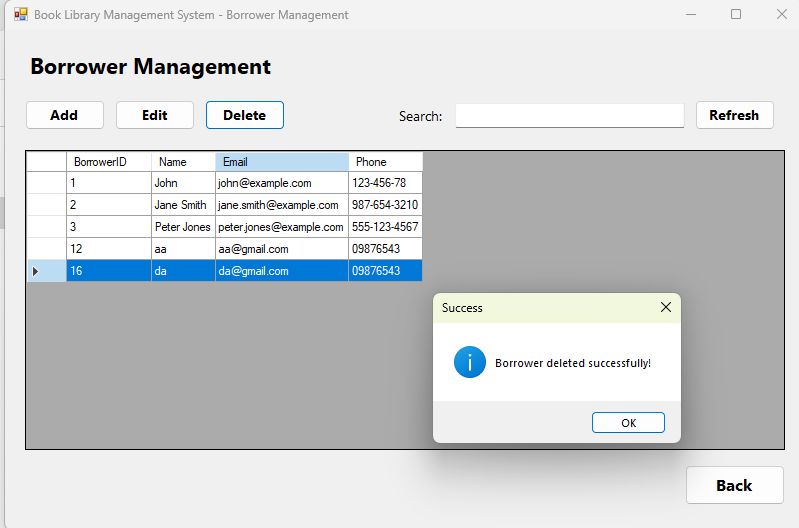 Book Library Management System - Borrower Management
Borrower Management
Add Edit Delete Search: Refresh
BorrowerID Name Email Phone
1 John john@example.com 123-456-78
2 Jane Smith jane.smith@example.com 987-654-3210
3 Peter Jones peter.jones@example.com 555-123-4567
12 aa aa@gmail.com 09876543
16 da da@gmail.com 09876543
Success
Borrower deleted successfully!
OK
Back